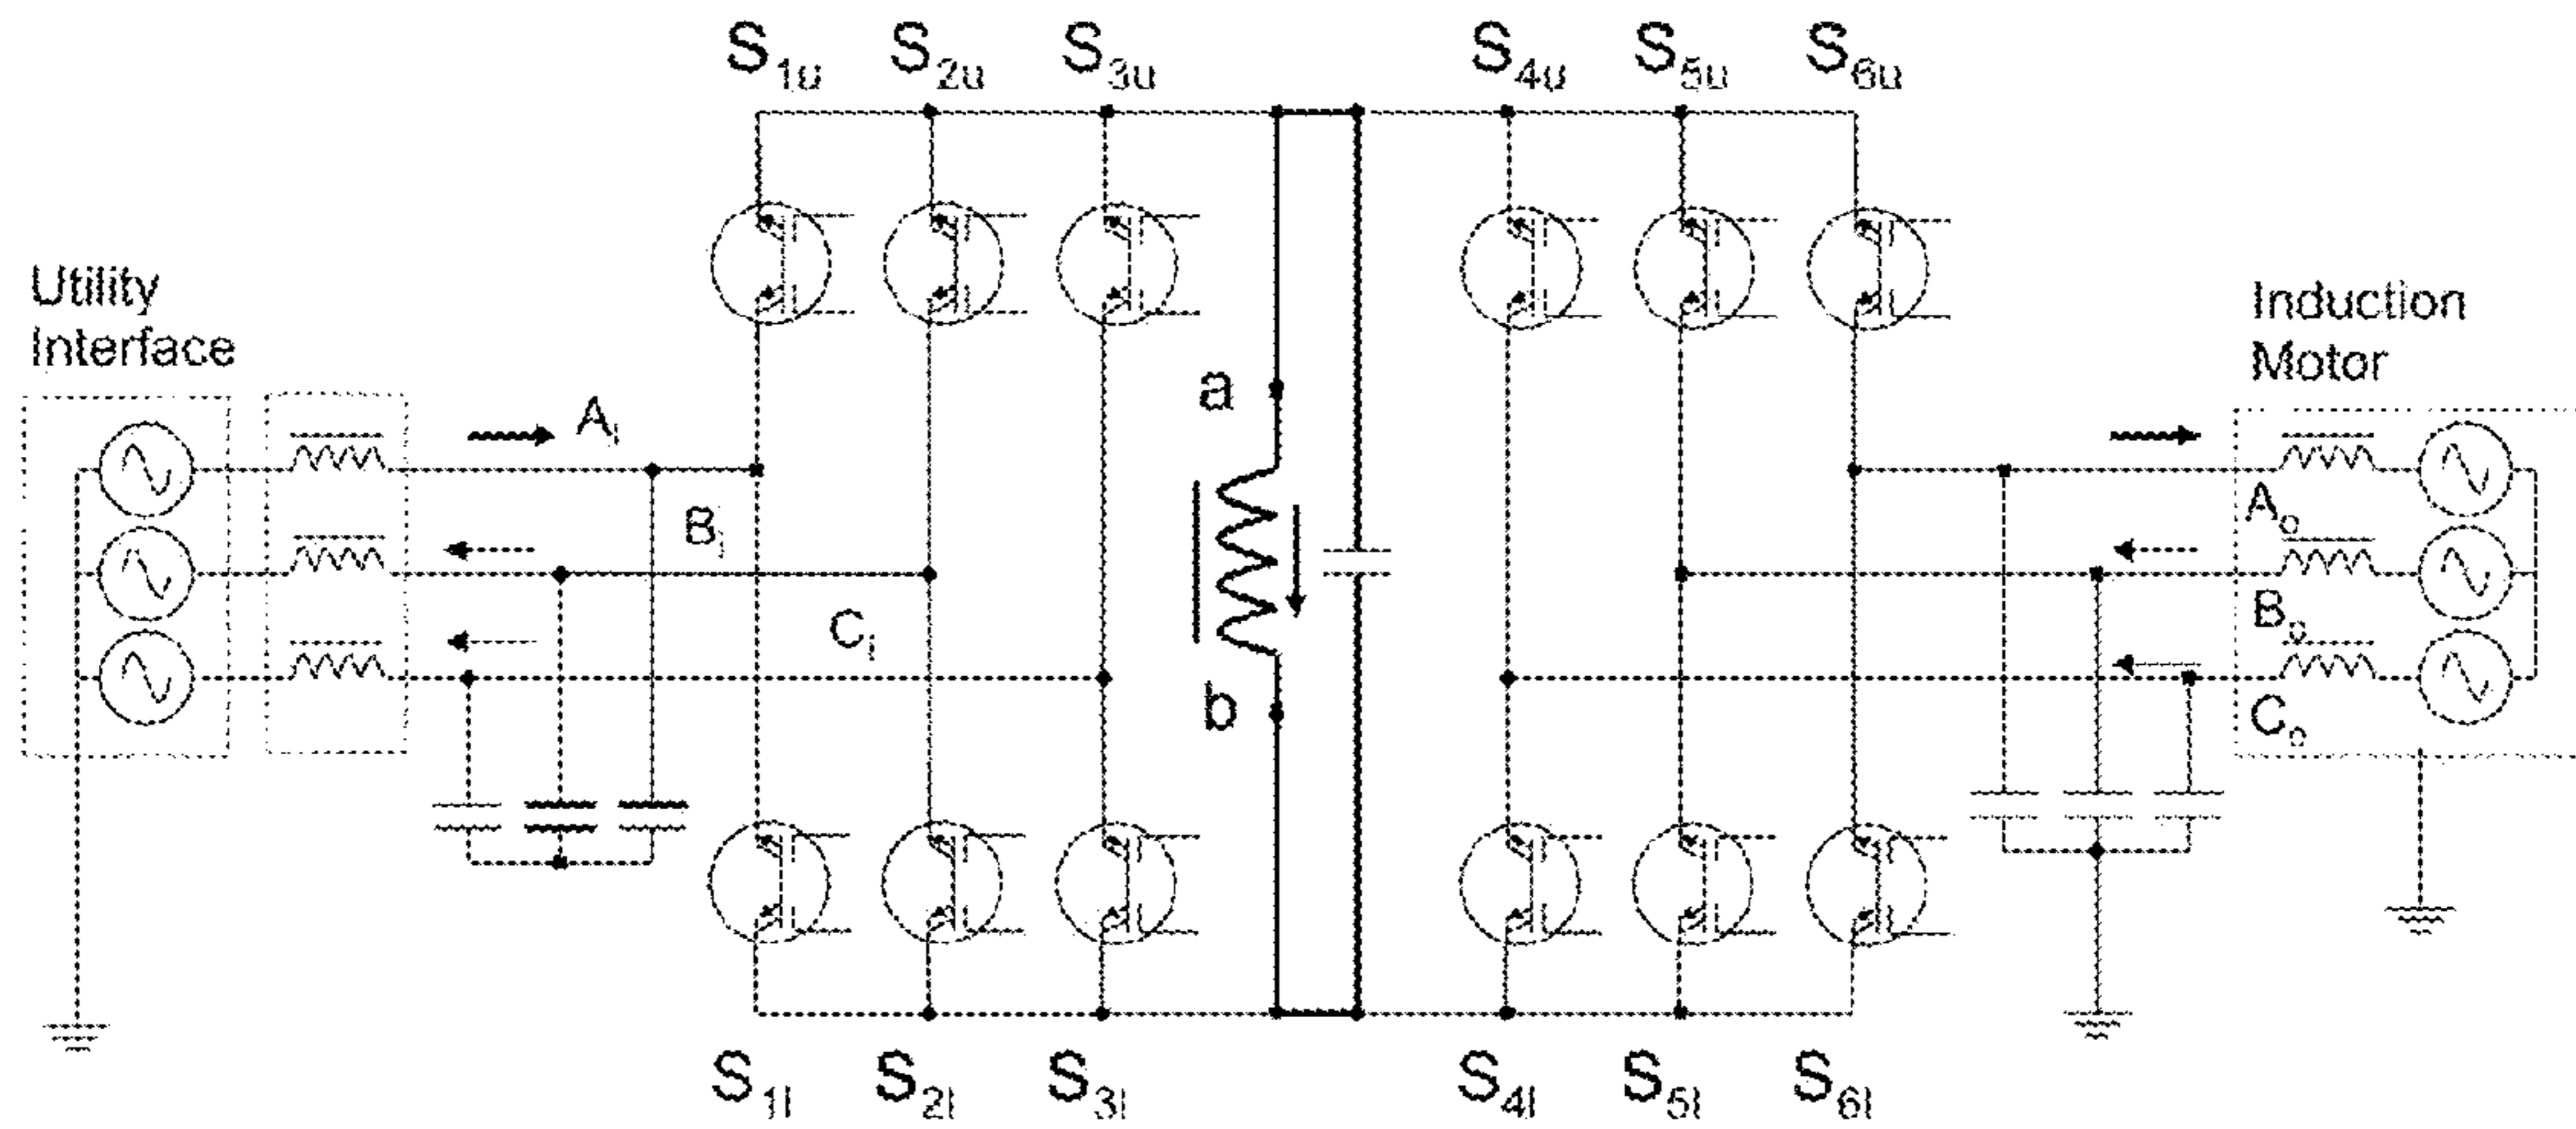 S1u S2u S3u S4u S5u S6u
Utility
Interface
Induction
Motor
Ai
Bi
Ci
a
b
Ao
Bo
Co
S1l S2l S3l S4l S5l S6l